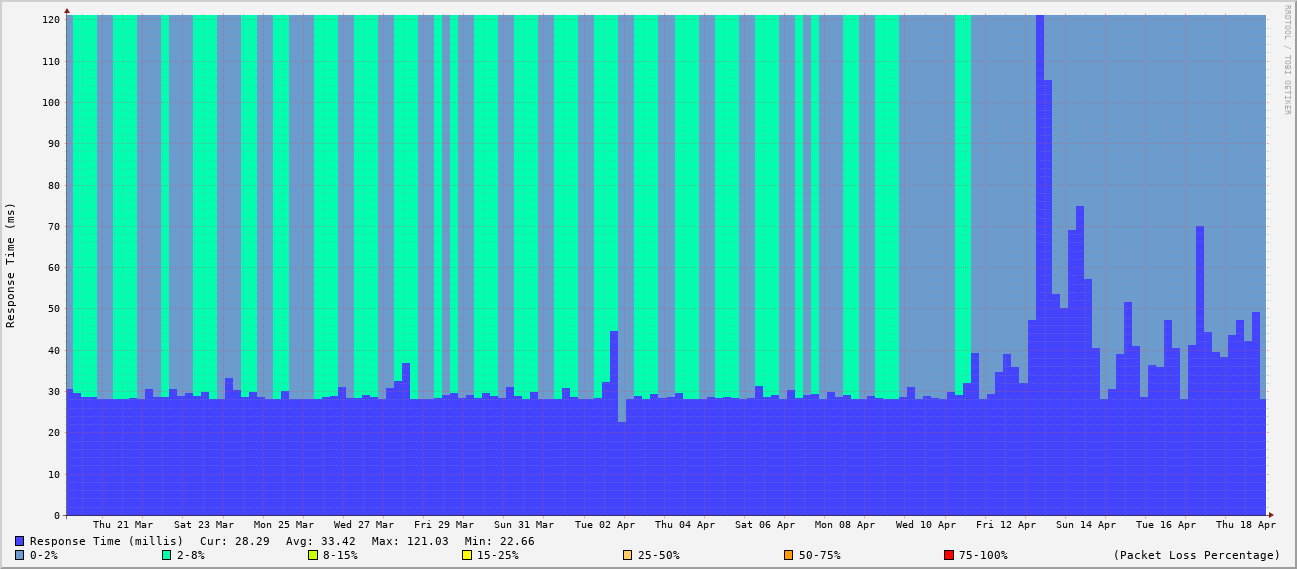 RRDTOOL / TOBI OETIKER
Response Time (ms)
120
110
100
90
80
70
60
50
40
30
20
10
0
Thu 21 Mar Sat 23 Mar Mon 25 Mar Wed 27 Mar Fri 29 Mar Sun 31 Mar Tue 02 Apr Thu 04 Apr Sat 06 Apr Mon 08 Apr Wed 10 Apr Fri 12 Apr Sun 14 Apr Tue 16 Apr Thu 18 Apr
Response Time (millis) Cur: 28.29 Avg: 33.42 Max: 121.03 Min: 22.66
0-2% 2-8% 8-15% 15-25% 25-50% 50-75% 75-100% (Packet Loss Percentage)